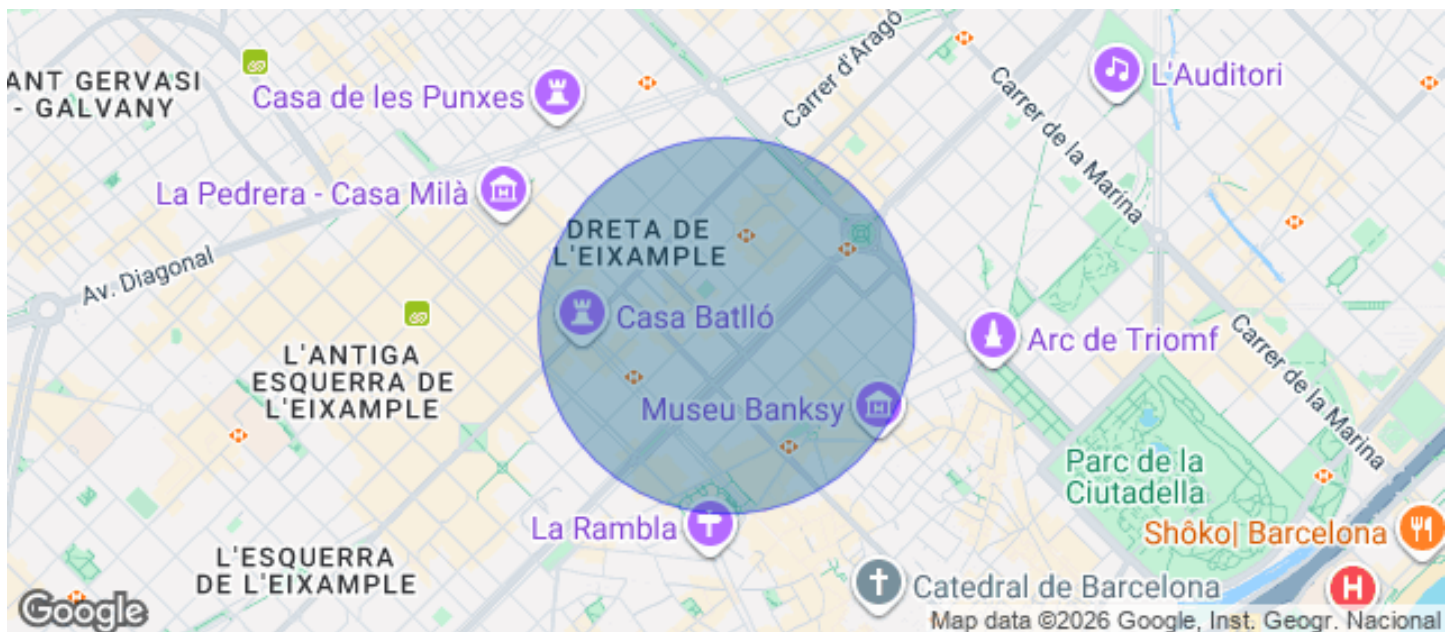 ANT GERVASI
- GALVANY
Casa de les Punxes
Carrer d'Aragó
L'Auditori
Carrer de la Marina
La Pedrera - Casa Milà
DRETA DE
L'EIXAMPLE
Av. Diagonal
Casa Batlló
Arc de Triomf
L'ANTIGA
ESQUERRA DE
L'EIXAMPLE
Carrer de la Marina
Museu Banksy
Parc de la
Ciutadella
La Rambla
Shôko| Barcelona
L'ESQUERRA
DE L'EIXAMPLE
Catedral de Barcelona
H
Google
Map data ©2026 Google, Inst. Geogr. Nacional